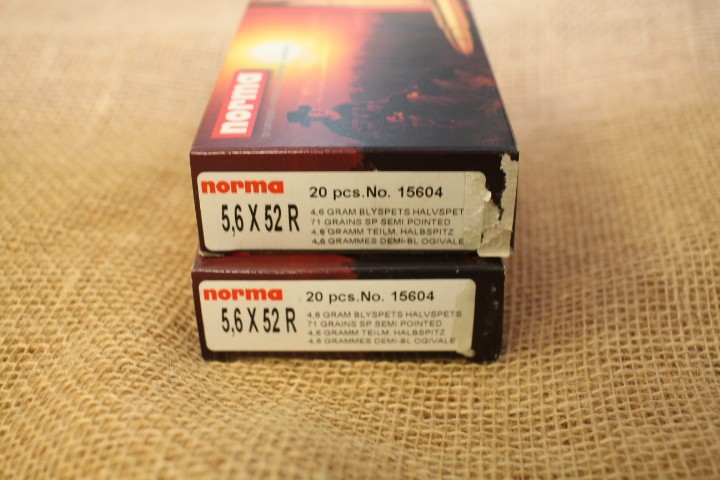 norma
norma
20 pcs.No. 15604
5,6 X 52 R
4,6 GRAM BLYSPETS HALVSPET
71 GRAINS SP SEMI POINTED
4,6 GRAMM TEILM. HALBSPITZ
4,6 GRAMMES DEMI-BL OGIVALE
norma
20 pcs.No. 15604
5,6 X 52 R
4,6 GRAM BLYSPETS HALVSPETS
71 GRAINS SP SEMI POINTED
4,6 GRAMM TEILM. HALBSPITZ
4,6 GRAMMES DEMI-BL OGIVALE